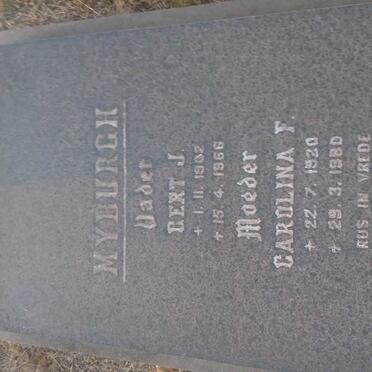 MYBURGH
Vader
GERT J.
+ 1.11.1902
+ 15.4.1966
Moeder
CAROLINA F.
+ 22.7.1920
+ 29.3.1980
RUS IN VREDE